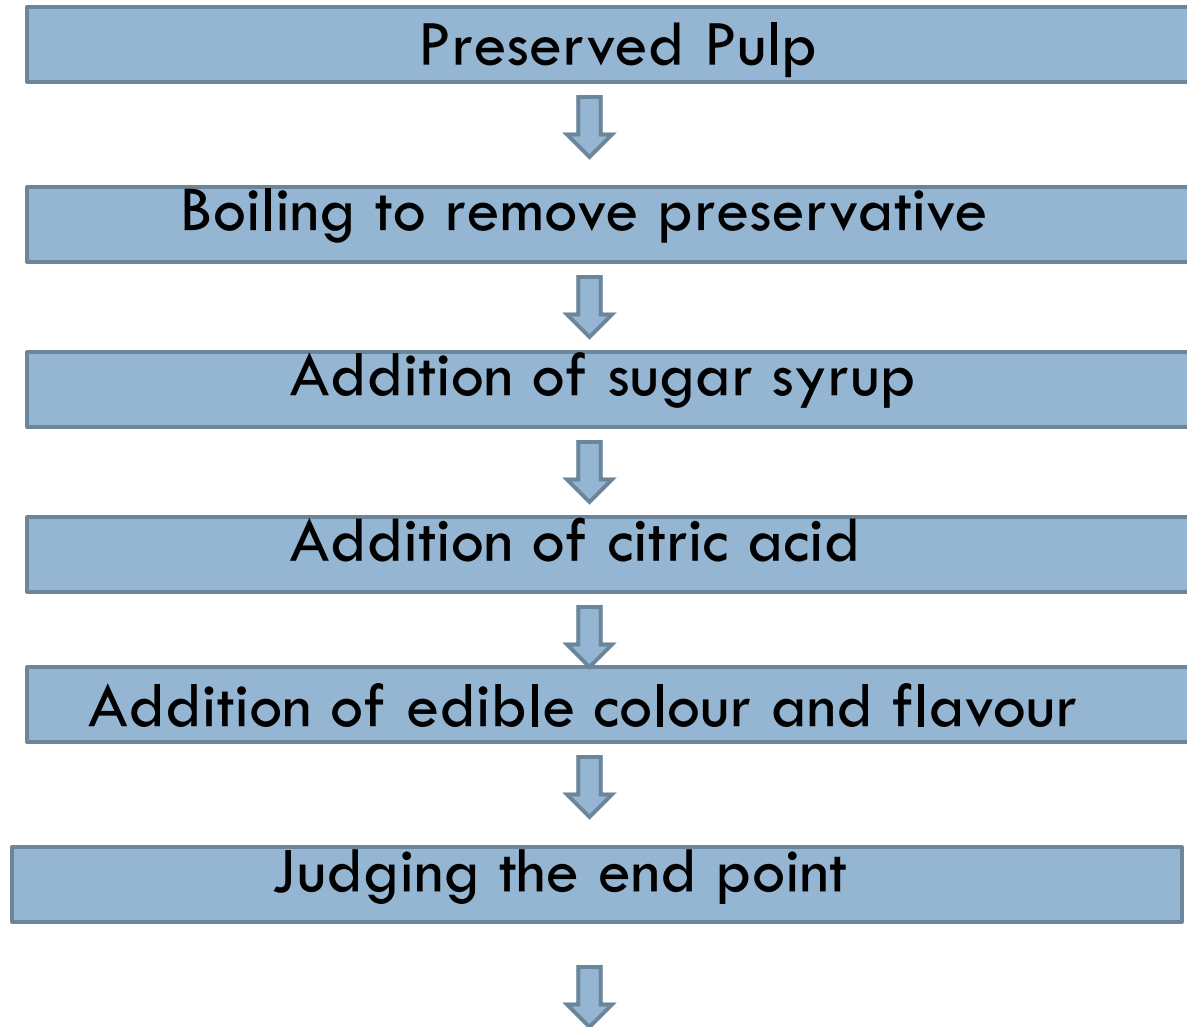 Preserved Pulp
Boiling to remove preservative
Addition of sugar syrup
Addition of citric acid
Addition of edible colour and flavour
Judging the end point